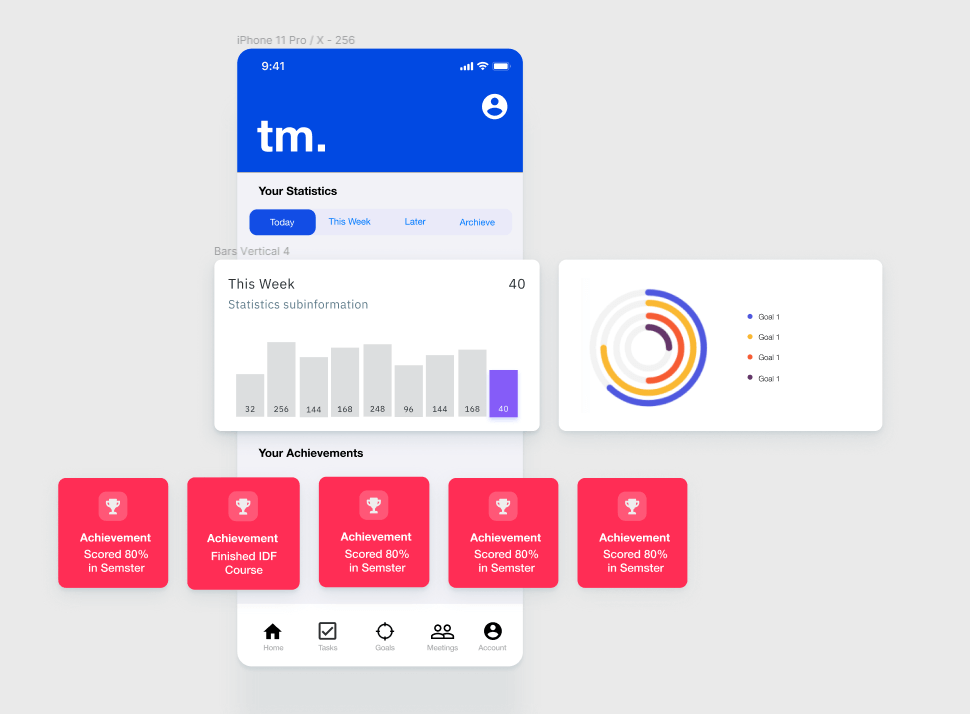 iPhone 11 Pro / X - 256
9:41
tm.
Your Statistics
Today This Week Later Archieve
Bars Vertical 4
This Week 40
Statistics subinformation
32 256 144 168 248 96 144 168 40
Goal 1
Goal 1
Goal 1
Goal 1
Your Achievements
Achievement
Scored 80%
in Semster
Achievement
Finished IDF
Course
Achievement
Scored 80%
in Semster
Achievement
Scored 80%
in Semster
Achievement
Scored 80%
in Semster
Home Tasks Goals Meetings Account